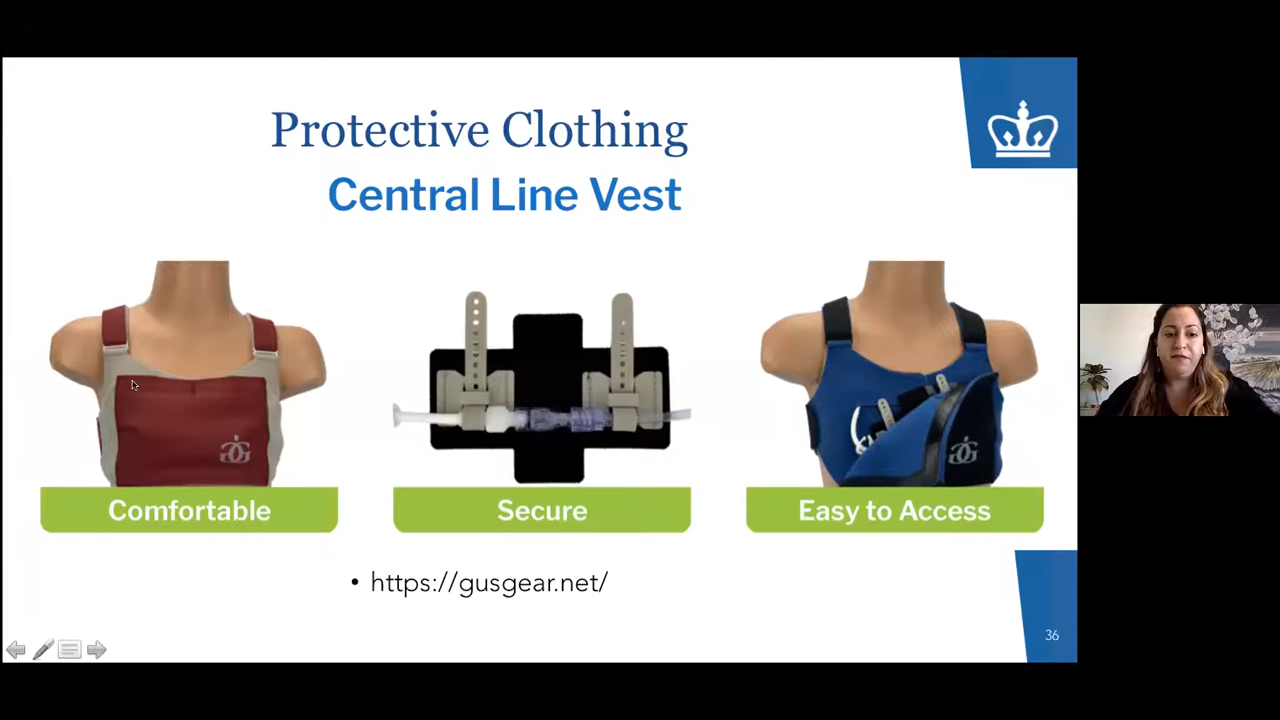 Protective Clothing
Central Line Vest
Comfortable
Secure
Easy to Access
• https://gusgear.net/
36